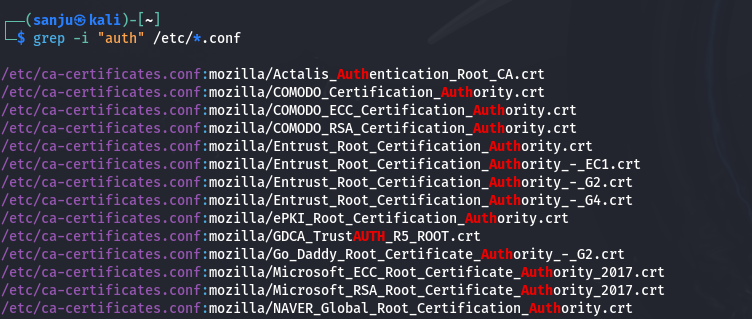 ┌──(sanju㉿kali)-[~]
└─$ grep -i "auth" /etc/*.conf
/etc/ca-certificates.conf:mozilla/Actalis_Authentication_Root_CA.crt
/etc/ca-certificates.conf:mozilla/COMODO_Certification_Authority.crt
/etc/ca-certificates.conf:mozilla/COMODO_ECC_Certification_Authority.crt
/etc/ca-certificates.conf:mozilla/COMODO_RSA_Certification_Authority.crt
/etc/ca-certificates.conf:mozilla/Entrust_Root_Certification_Authority.crt
/etc/ca-certificates.conf:mozilla/Entrust_Root_Certification_Authority_-_EC1.crt
/etc/ca-certificates.conf:mozilla/Entrust_Root_Certification_Authority_-_G2.crt
/etc/ca-certificates.conf:mozilla/Entrust_Root_Certification_Authority_-_G4.crt
/etc/ca-certificates.conf:mozilla/ePKI_Root_Certification_Authority.crt
/etc/ca-certificates.conf:mozilla/GDCA_TrustAUTH_R5_ROOT.crt
/etc/ca-certificates.conf:mozilla/Go_Daddy_Root_Certificate_Authority_-_G2.crt
/etc/ca-certificates.conf:mozilla/Microsoft_ECC_Root_Certificate_Authority_2017.crt
/etc/ca-certificates.conf:mozilla/Microsoft_RSA_Root_Certificate_Authority_2017.crt
/etc/ca-certificates.conf:mozilla/NAVER_Global_Root_Certification_Authority.crt